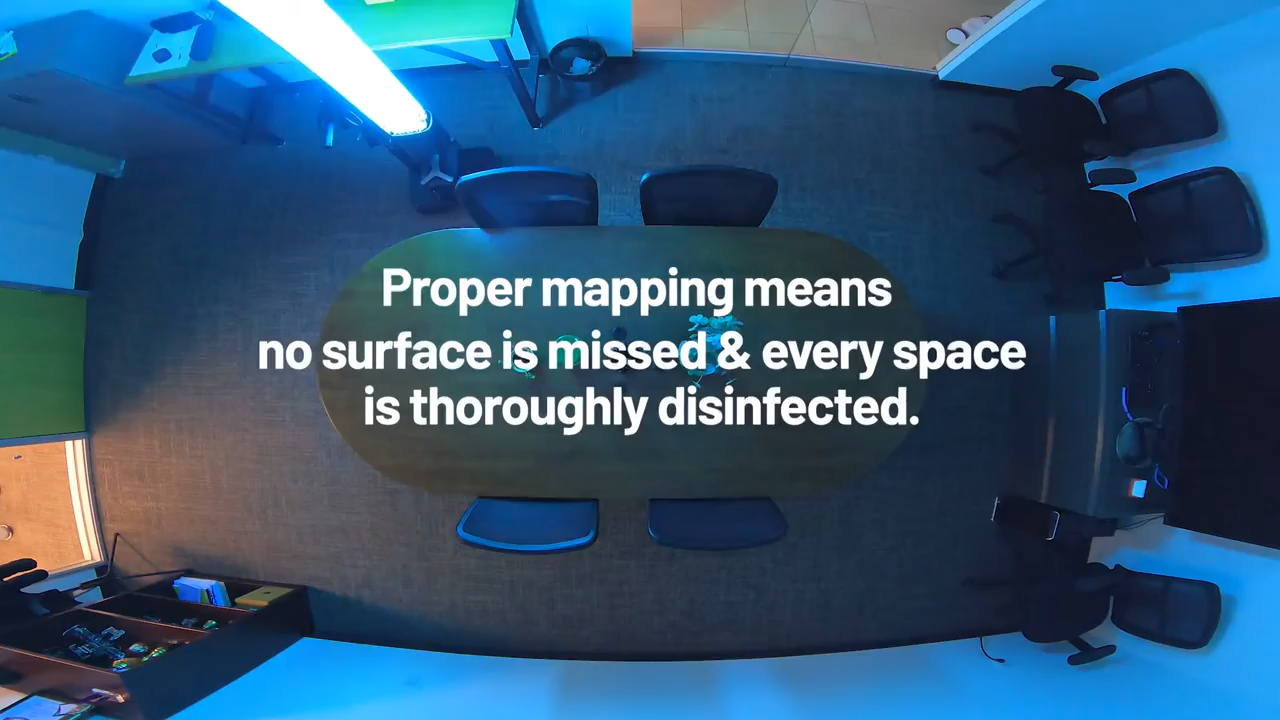 Proper mapping means
no surface is missed & every space
is thoroughly disinfected.